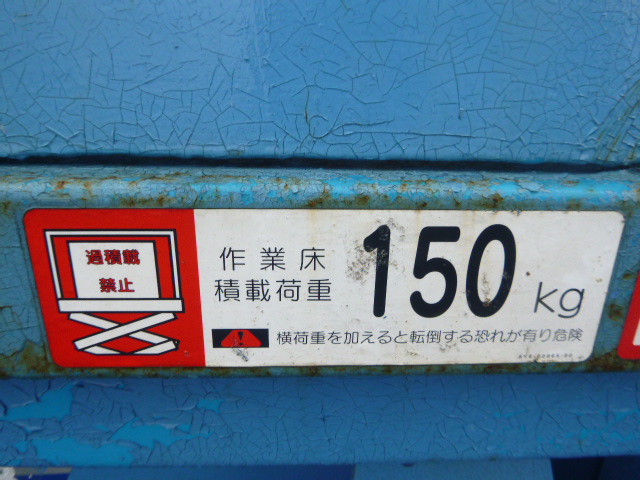 過積載
禁止
作業床
積載荷重
150 kg
横荷重を加えると転倒する恐れが有り危険